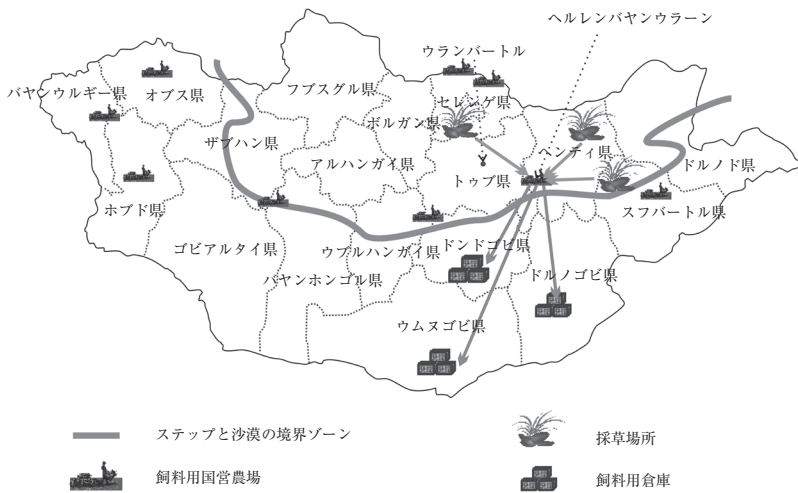 ヘルレンバヤンウラーン
ウランバートル
バヤンウルギー県
オブス県
フブスグル県
セレンゲ県
ボルガン県
ザブハン県
ヘンティ県
アルハンガイ県
ドルノド県
トゥブ県
ホブド県
スフバートル県
ゴビアルタイ県
ウブルハンガイ県
ドンドゴビ県
バヤンホンゴル県
ドルノゴビ県
ウムヌゴビ県
ステップと沙漠の境界ゾーン
採草場所
飼料用国営農場
飼料用倉庫